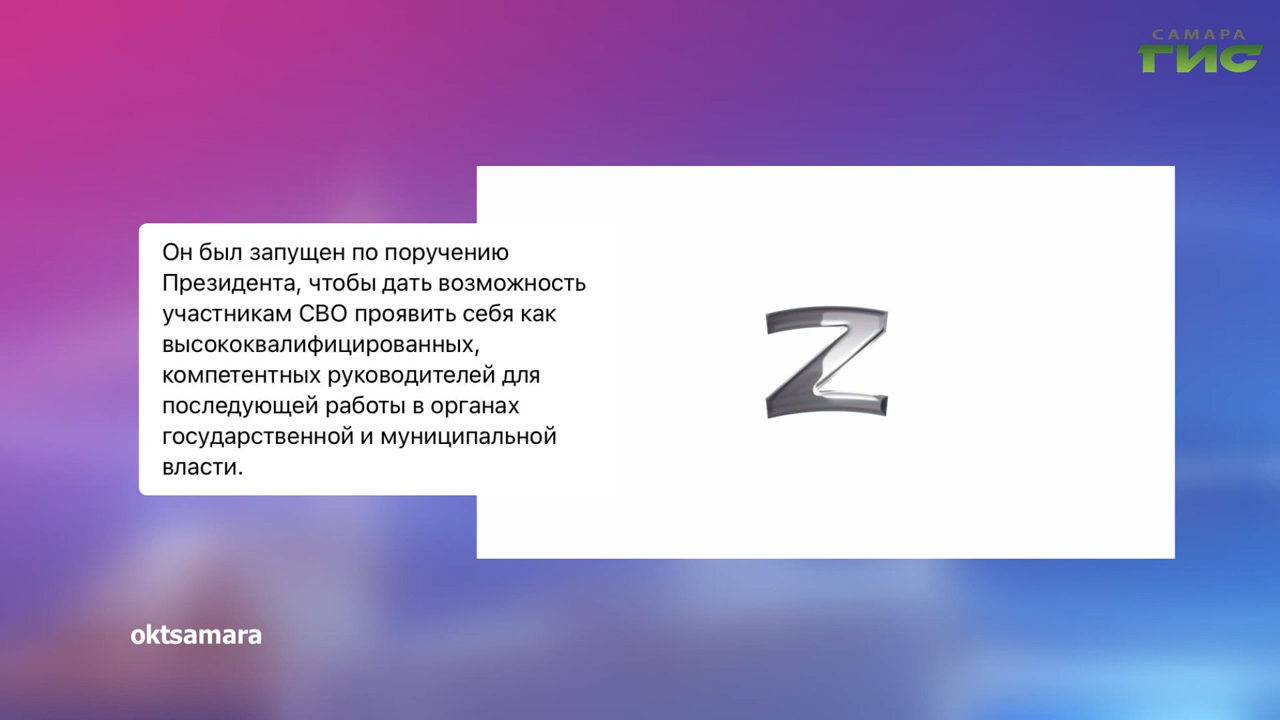 САМАРА
ГИС
Он был запущен по поручению
Президента, чтобы дать возможность
участникам СВО проявить себя как
высококвалифицированных,
компетентных руководителей для
последующей работы в органах
государственной и муниципальной
власти.
Z
oktsamara